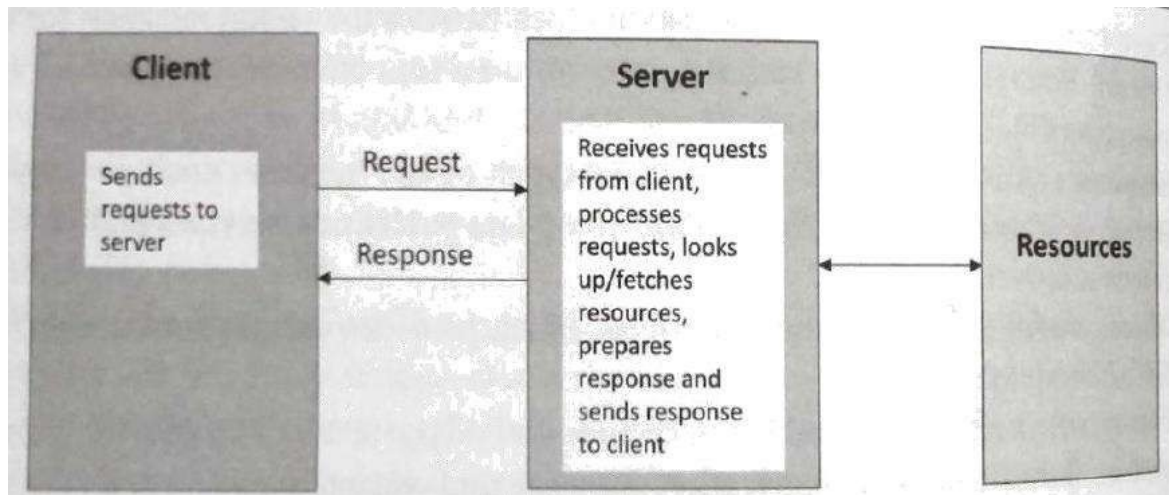 Client
Sends
requests to
server
Request
Response
Server
Receives requests
from client,
processes
requests, looks
up/fetches
resources,
prepares
response and
sends response
to client
Resources